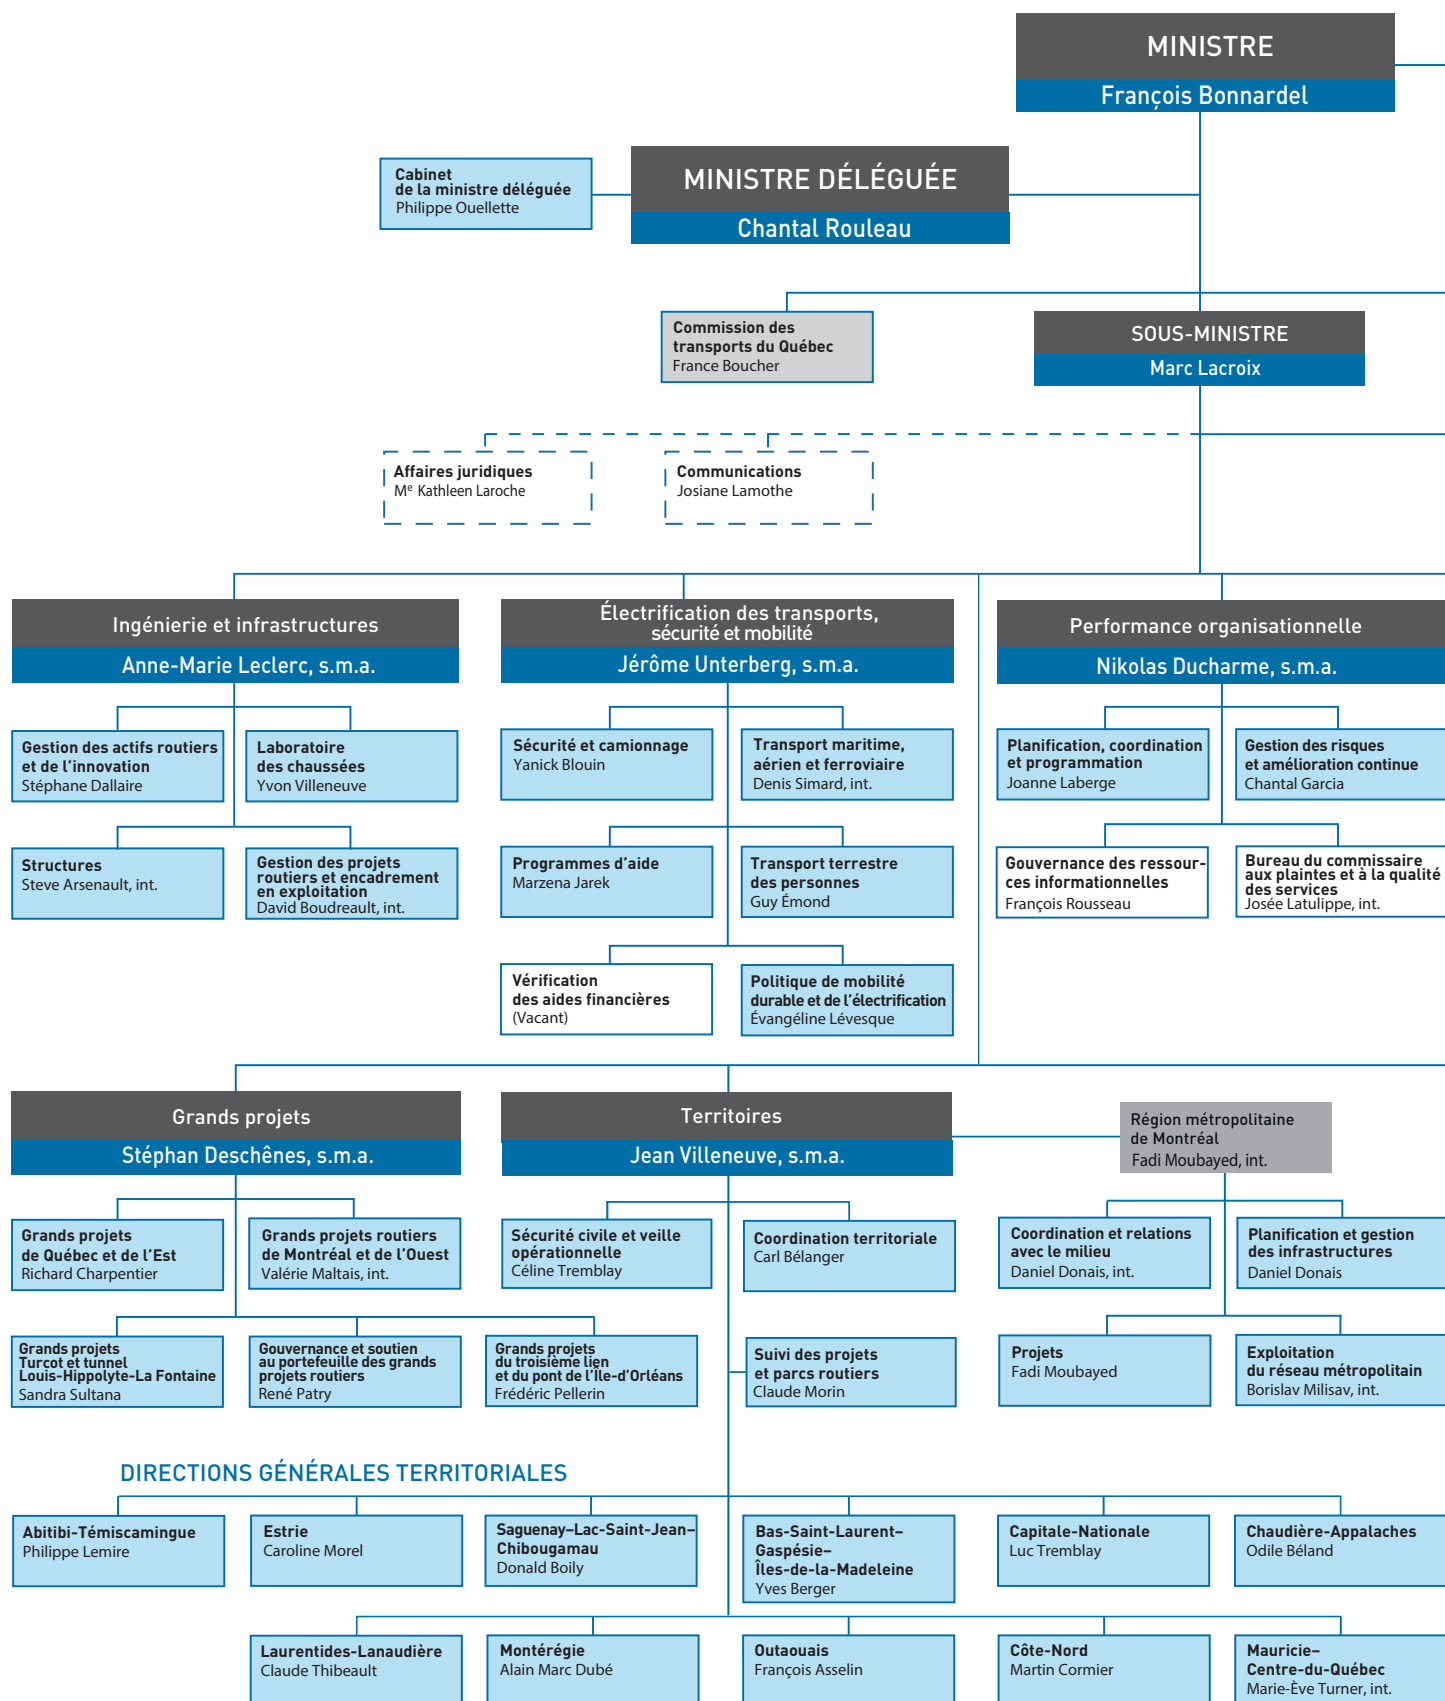 MINISTRE
François Bonnardel
Cabinet
de la ministre déléguée
Philippe Ouellette
MINISTRE DÉLÉGUÉE
Chantal Rouleau
Commission des
transports du Québec
France Boucher
SOUS-MINISTRE
Marc Lacroix
Affaires juridiques
Me Kathleen Laroche
Communications
Josiane Lamothe
Ingénierie et infrastructures
Anne-Marie Leclerc, s.m.a.
Gestion des actifs routiers
et de l'innovation
Stéphane Dallaire
Laboratoire
des chaussées
Yvon Villeneuve
Structures
Steve Arsenault, int.
Gestion des projets
routiers et encadrement
en exploitation
David Boudreault, int.
Électrification des transports,
sécurité et mobilité
Jérôme Unterberg, s.m.a.
Sécurité et camionnage
Yanick Blouin
Transport maritime,
aérien et ferroviaire
Denis Simard, int.
Programmes d'aide
Marzena Jarek
Transport terrestre
des personnes
Guy Émond
Vérification
des aides financières
(Vacant)
Politique de mobilité
durable et de l'électrification
Évangéline Lévesque
Performance organisationnelle
Nikolas Ducharme, s.m.a.
Planification, coordination
et programmation
Joanne Laberge
Gestion des risques
et amélioration continue
Chantal Garcia
Gouvernance des ressour-
ces informationnelles
François Rousseau
Bureau du commissaire
aux plaintes et à la qualité
des services
Josée Latulippe, int.
Grands projets
Stéphan Deschênes, s.m.a.
Grands projets
de Québec et de l'Est
Richard Charpentier
Grands projets routiers
de Montréal et de l'Ouest
Valérie Maltais, int.
Grands projets
Turcot et tunnel
Louis-Hippolyte-La Fontaine
Sandra Sultana
Gouvernance et soutien
au portefeuille des grands
projets routiers
René Patry
Grands projets
du troisième lien
et du pont de l'Île-d'Orléans
Frédéric Pellerin
Territoires
Jean Villeneuve, s.m.a.
Sécurité civile et veille
opérationnelle
Céline Tremblay
Coordination territoriale
Carl Bélanger
Suivi des projets
et parcs routiers
Claude Morin
Région métropolitaine
de Montréal
Fadi Moubayed, int.
Coordination et relations
avec le milieu
Daniel Donais, int.
Planification et gestion
des infrastructures
Daniel Donais
Projets
Fadi Moubayed
Exploitation
du réseau métropolitain
Borislav Milisav, int.
DIRECTIONS GÉNÉRALES TERRITORIALES
Abitibi-Témiscamingue
Philippe Lemire
Estrie
Caroline Morel
Saguenay–Lac-Saint-Jean–
Chibougamau
Donald Boily
Bas-Saint-Laurent–
Gaspésie–
Îles-de-la-Madeleine
Yves Berger
Capitale-Nationale
Luc Tremblay
Chaudière-Appalaches
Odile Béland
Laurentides-Lanaudière
Claude Thibeault
Montérégie
Alain Marc Dubé
Outaouais
François Asselin
Côte-Nord
Martin Cormier
Mauricie–
Centre-du-Québec
Marie-Ève Turner, int.